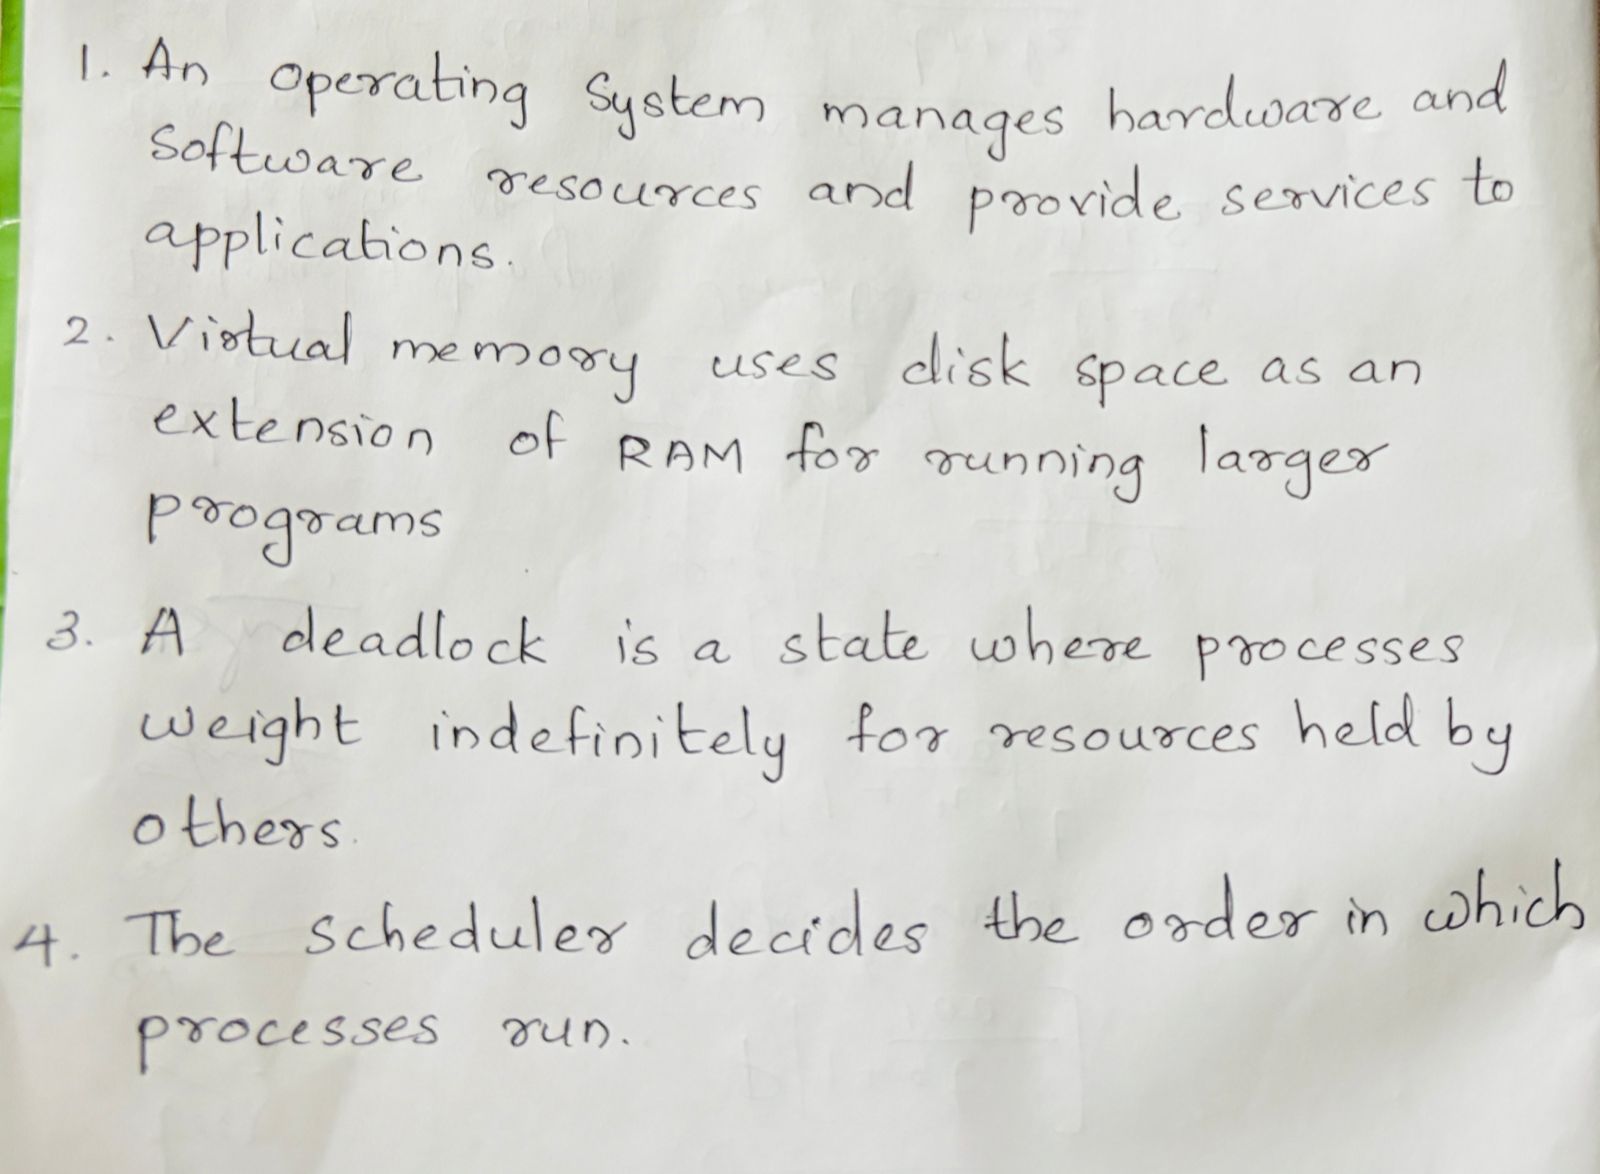 1. An operating System manages hardware and
Software resources and provide services to
applications.
2. Virtual memory uses disk space as an
extension of RAM for running larger
programs
3. A deadlock is a state where processes
weight indefinitely for resources held by
others.
4. The scheduler decides the order in which
processes run.